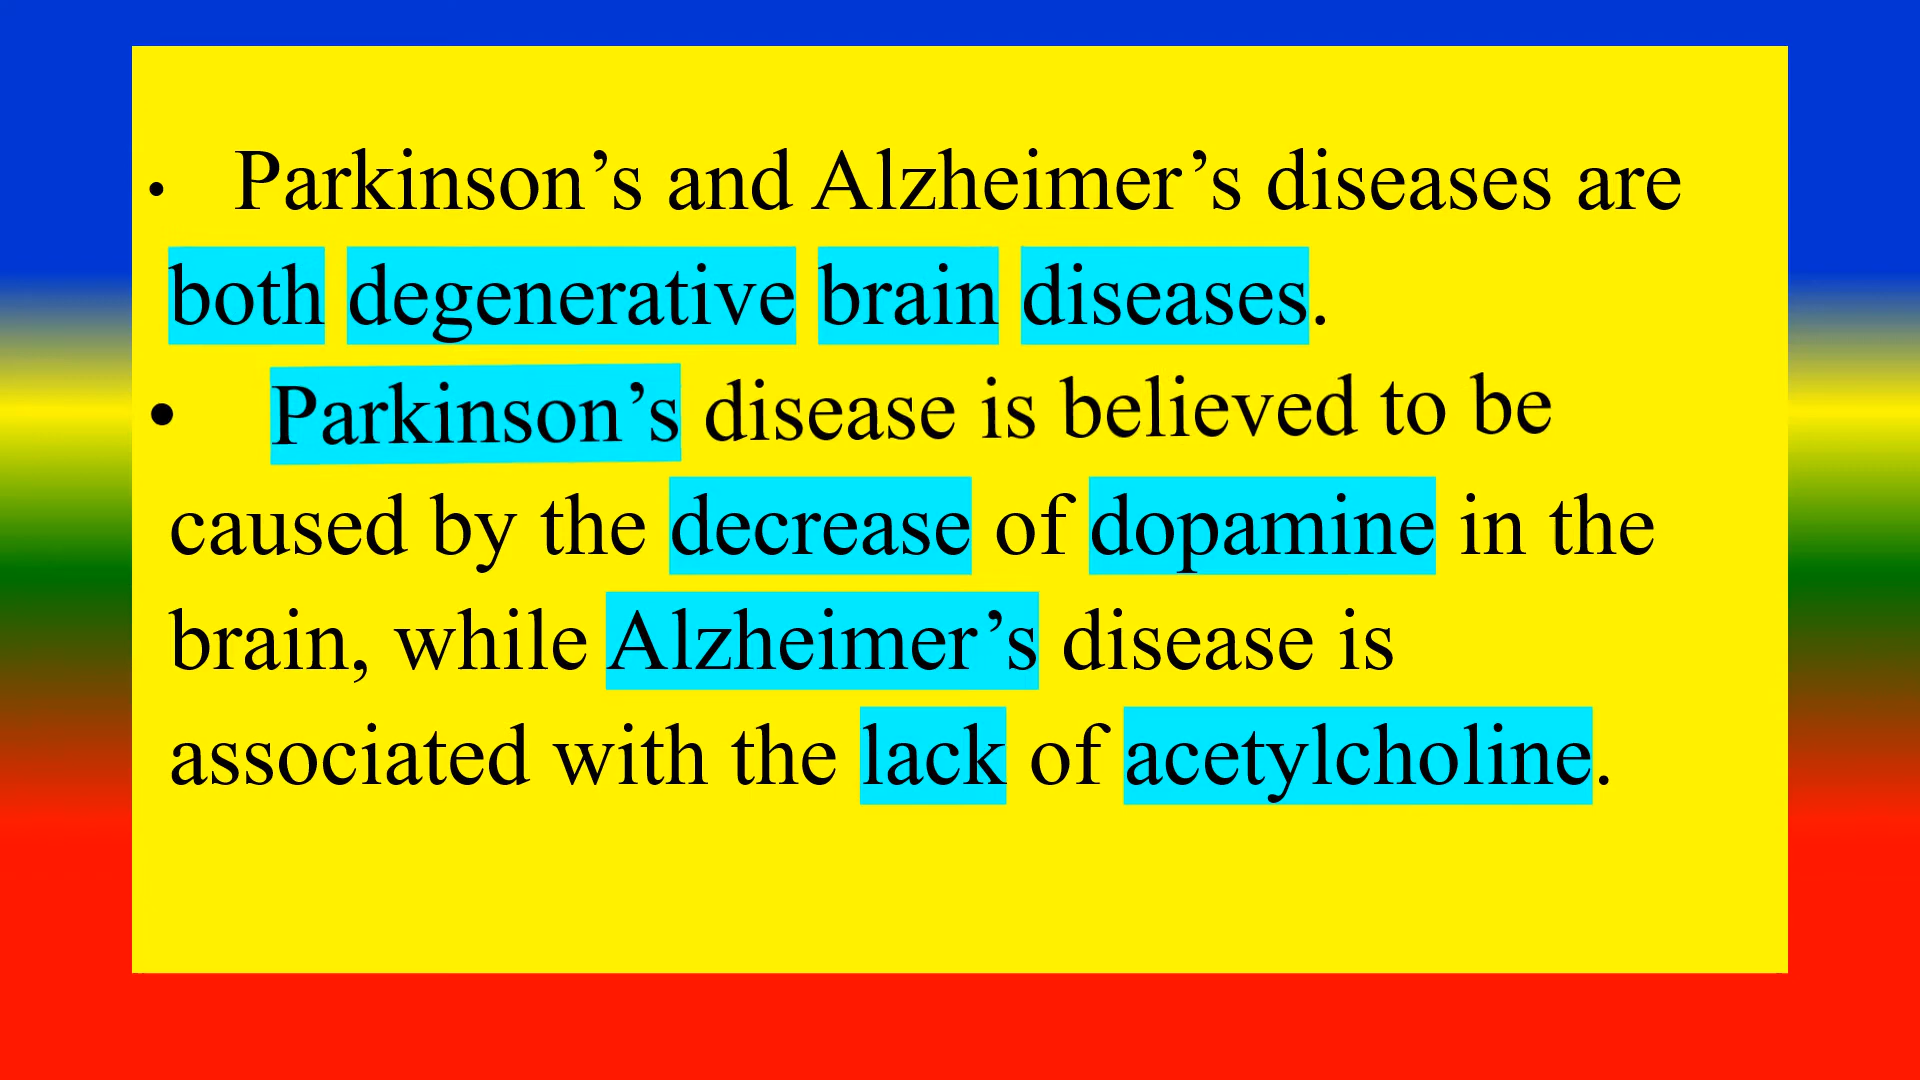 • Parkinson’s and Alzheimer’s diseases are
both degenerative brain diseases.
• Parkinson’s disease is believed to be
caused by the decrease of dopamine in the
brain, while Alzheimer’s disease is
associated with the lack of acetylcholine.